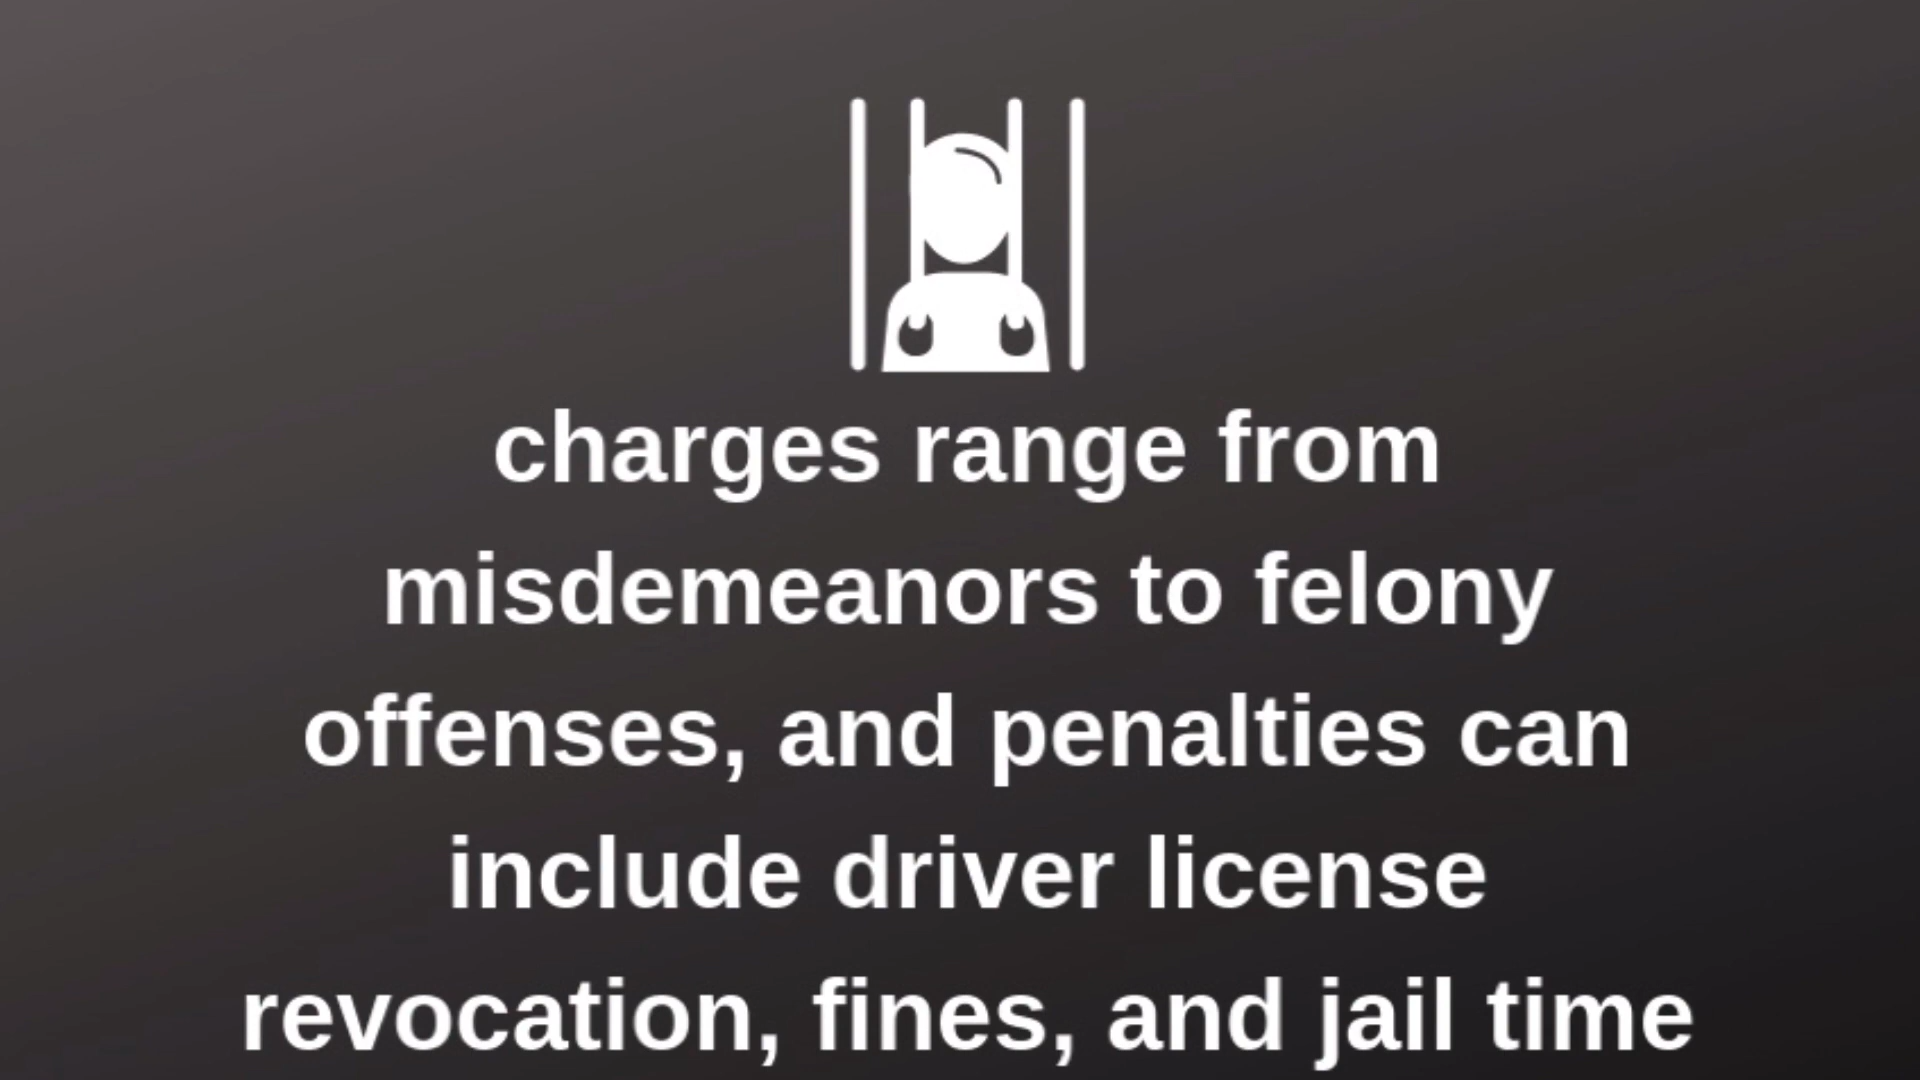 charges range from
misdemeanors to felony
offenses, and penalties can
include driver license
revocation, fines, and jail time